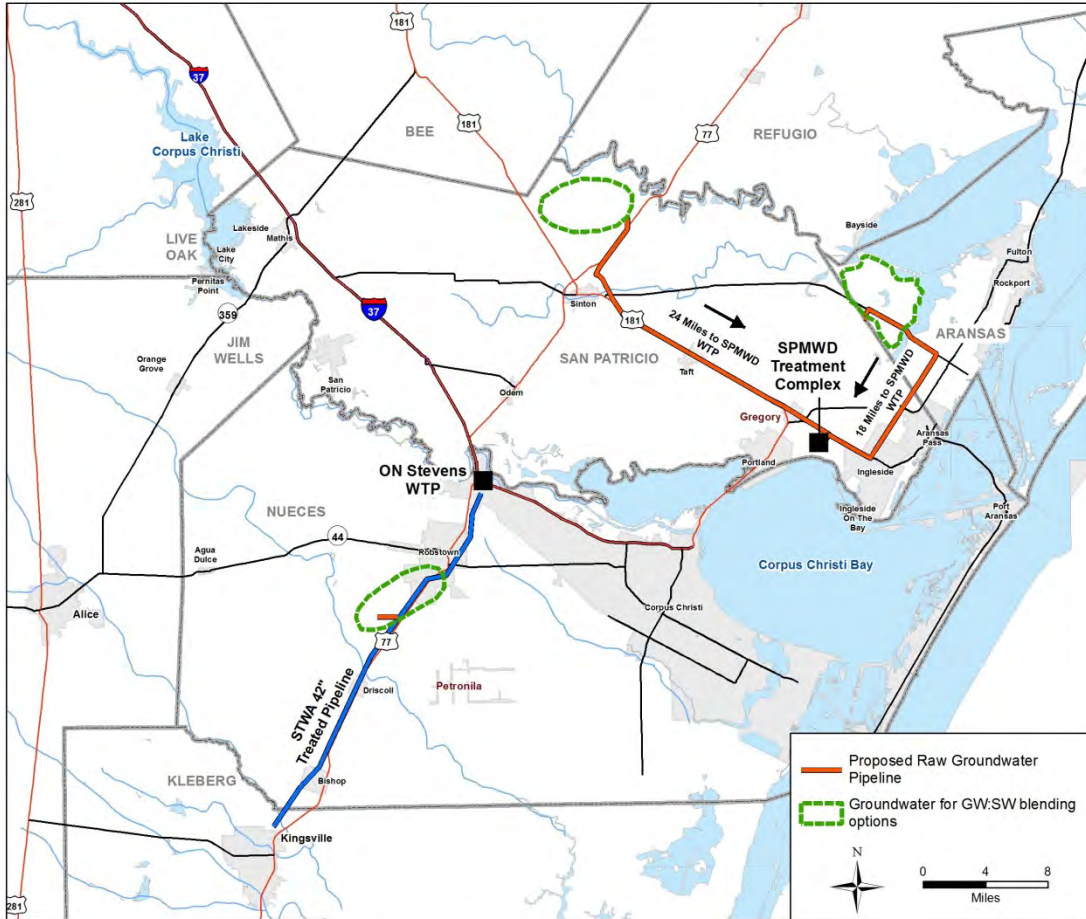 181
77
37
BEE
181
REFUGIO
77
Lake
Corpus Christi
281
Bayside
LIVE
OAK
Lakeside
Mathis
Lake
City
Pernitas
Point
Fulton
Rockport
37
Sinton
359
181
24 Miles to SPMWD
WTP
ARANSAS
JIM
WELLS
SAN PATRICIO
SPMWD
Treatment
Complex
18 Miles to SPMWD
WTP
Orange
Grove
Taft
San
Patricio
Odem
Gregory
Aransas
Pass
ON Stevens
WTP
Portland
Ingleside
Ingleside
On The
Bay
Port
Aransas
NUECES
44
Robstown
Agua
Dulce
Corpus Christi Bay
Alice
Corpus Christi
77
STWA 42"
Treated Pipeline
Driscoll
Petronila
KLEBERG
Bishop
Kingsville
281
Proposed Raw Groundwater
Pipeline
Groundwater for GW:SW blending
options
N
0 4 8
Miles